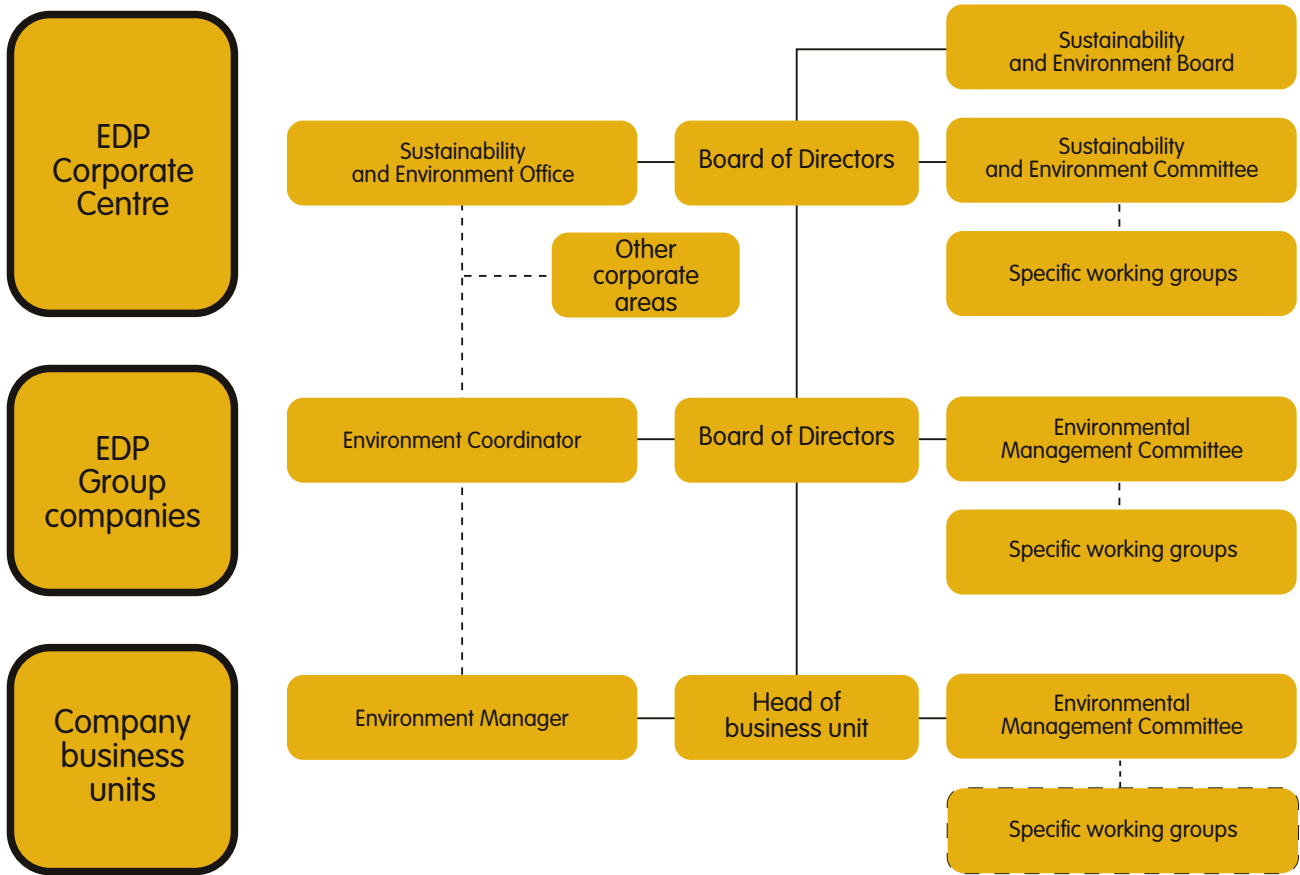 EDP
Corporate
Centre
Sustainability
and Environment Board
Sustainability
and Environment Office
Board of Directors
Sustainability
and Environment Committee
Other
corporate
areas
Specific working groups
EDP
Group
companies
Environment Coordinator
Board of Directors
Environmental
Management Committee
Specific working groups
Company
business
units
Environment Manager
Head of
business unit
Environmental
Management Committee
Specific working groups